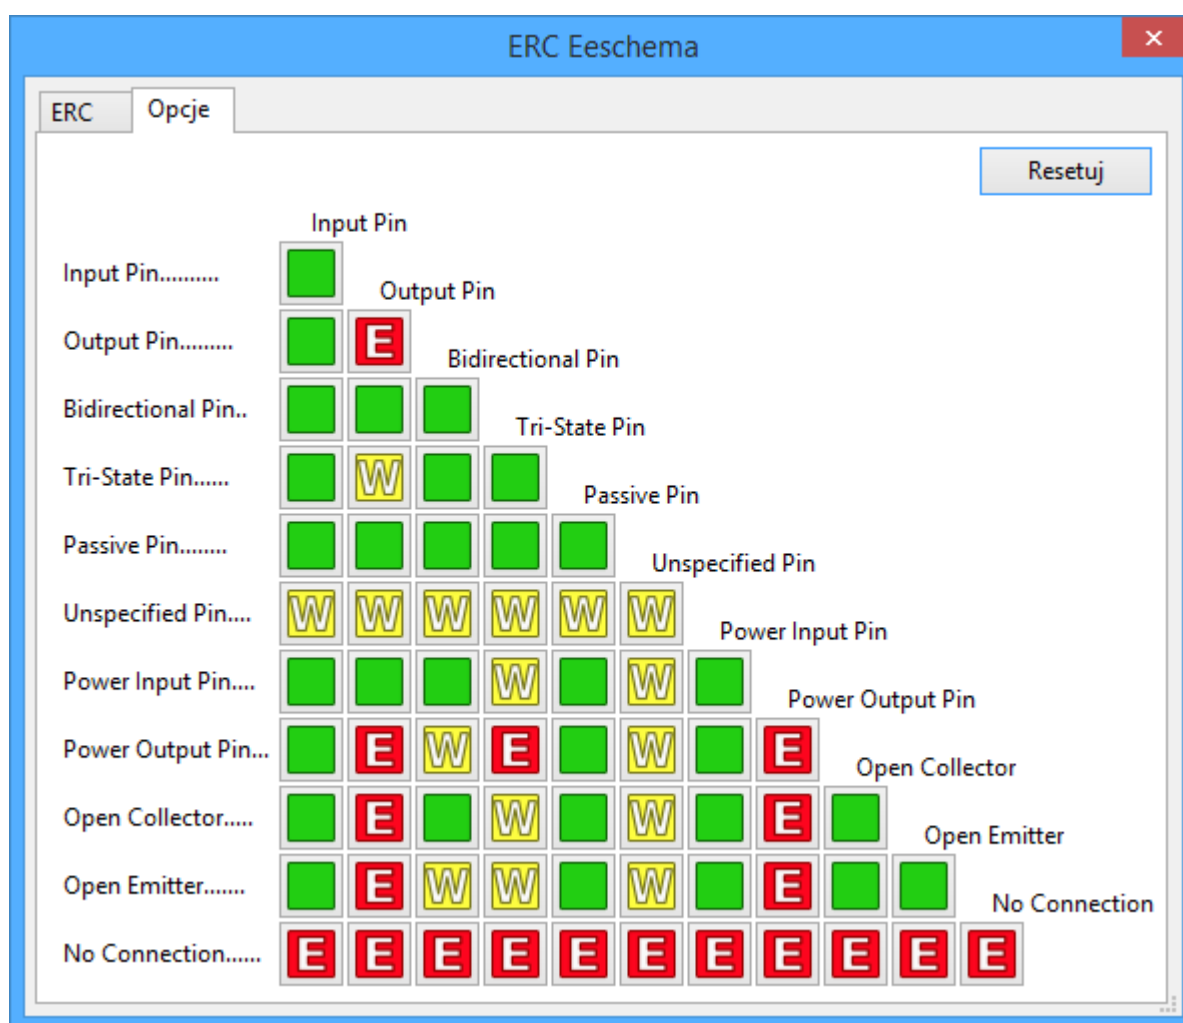 ERC Eeschema
ERC Opcje
Resetuj
Input Pin
Input Pin..........
Output Pin
Output Pin......... E
Bidirectional Pin
Bidirectional Pin..
Tri-State Pin
Tri-State Pin...... W
Passive Pin
Passive Pin........
Unspecified Pin
Unspecified Pin.... W W W W W W
Power Input Pin
Power Input Pin.... W W
Power Output Pin
Power Output Pin... E W E W E
Open Collector
Open Collector..... E W W E
Open Emitter
Open Emitter....... E W W W E
No Connection
No Connection...... E E E E E E E E E E E